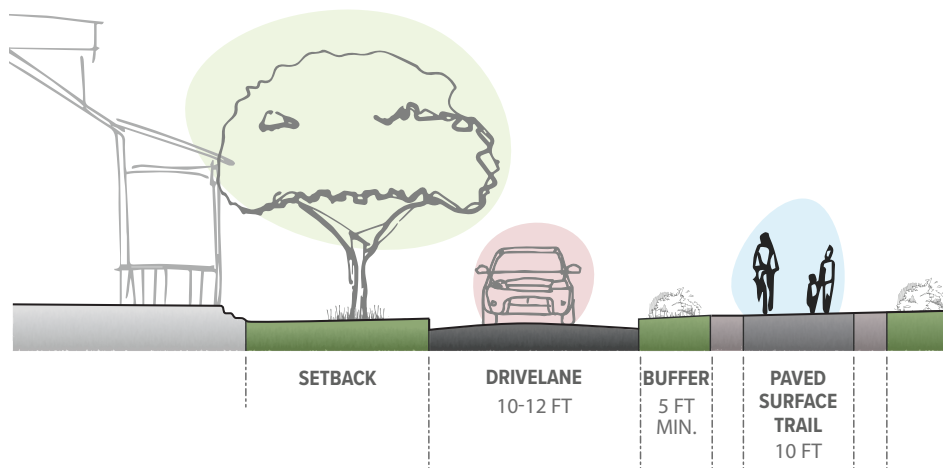 SETBACK
DRIVELANE
10-12 FT
BUFFER
5 FT
MIN.
PAVED
SURFACE
TRAIL
10 FT